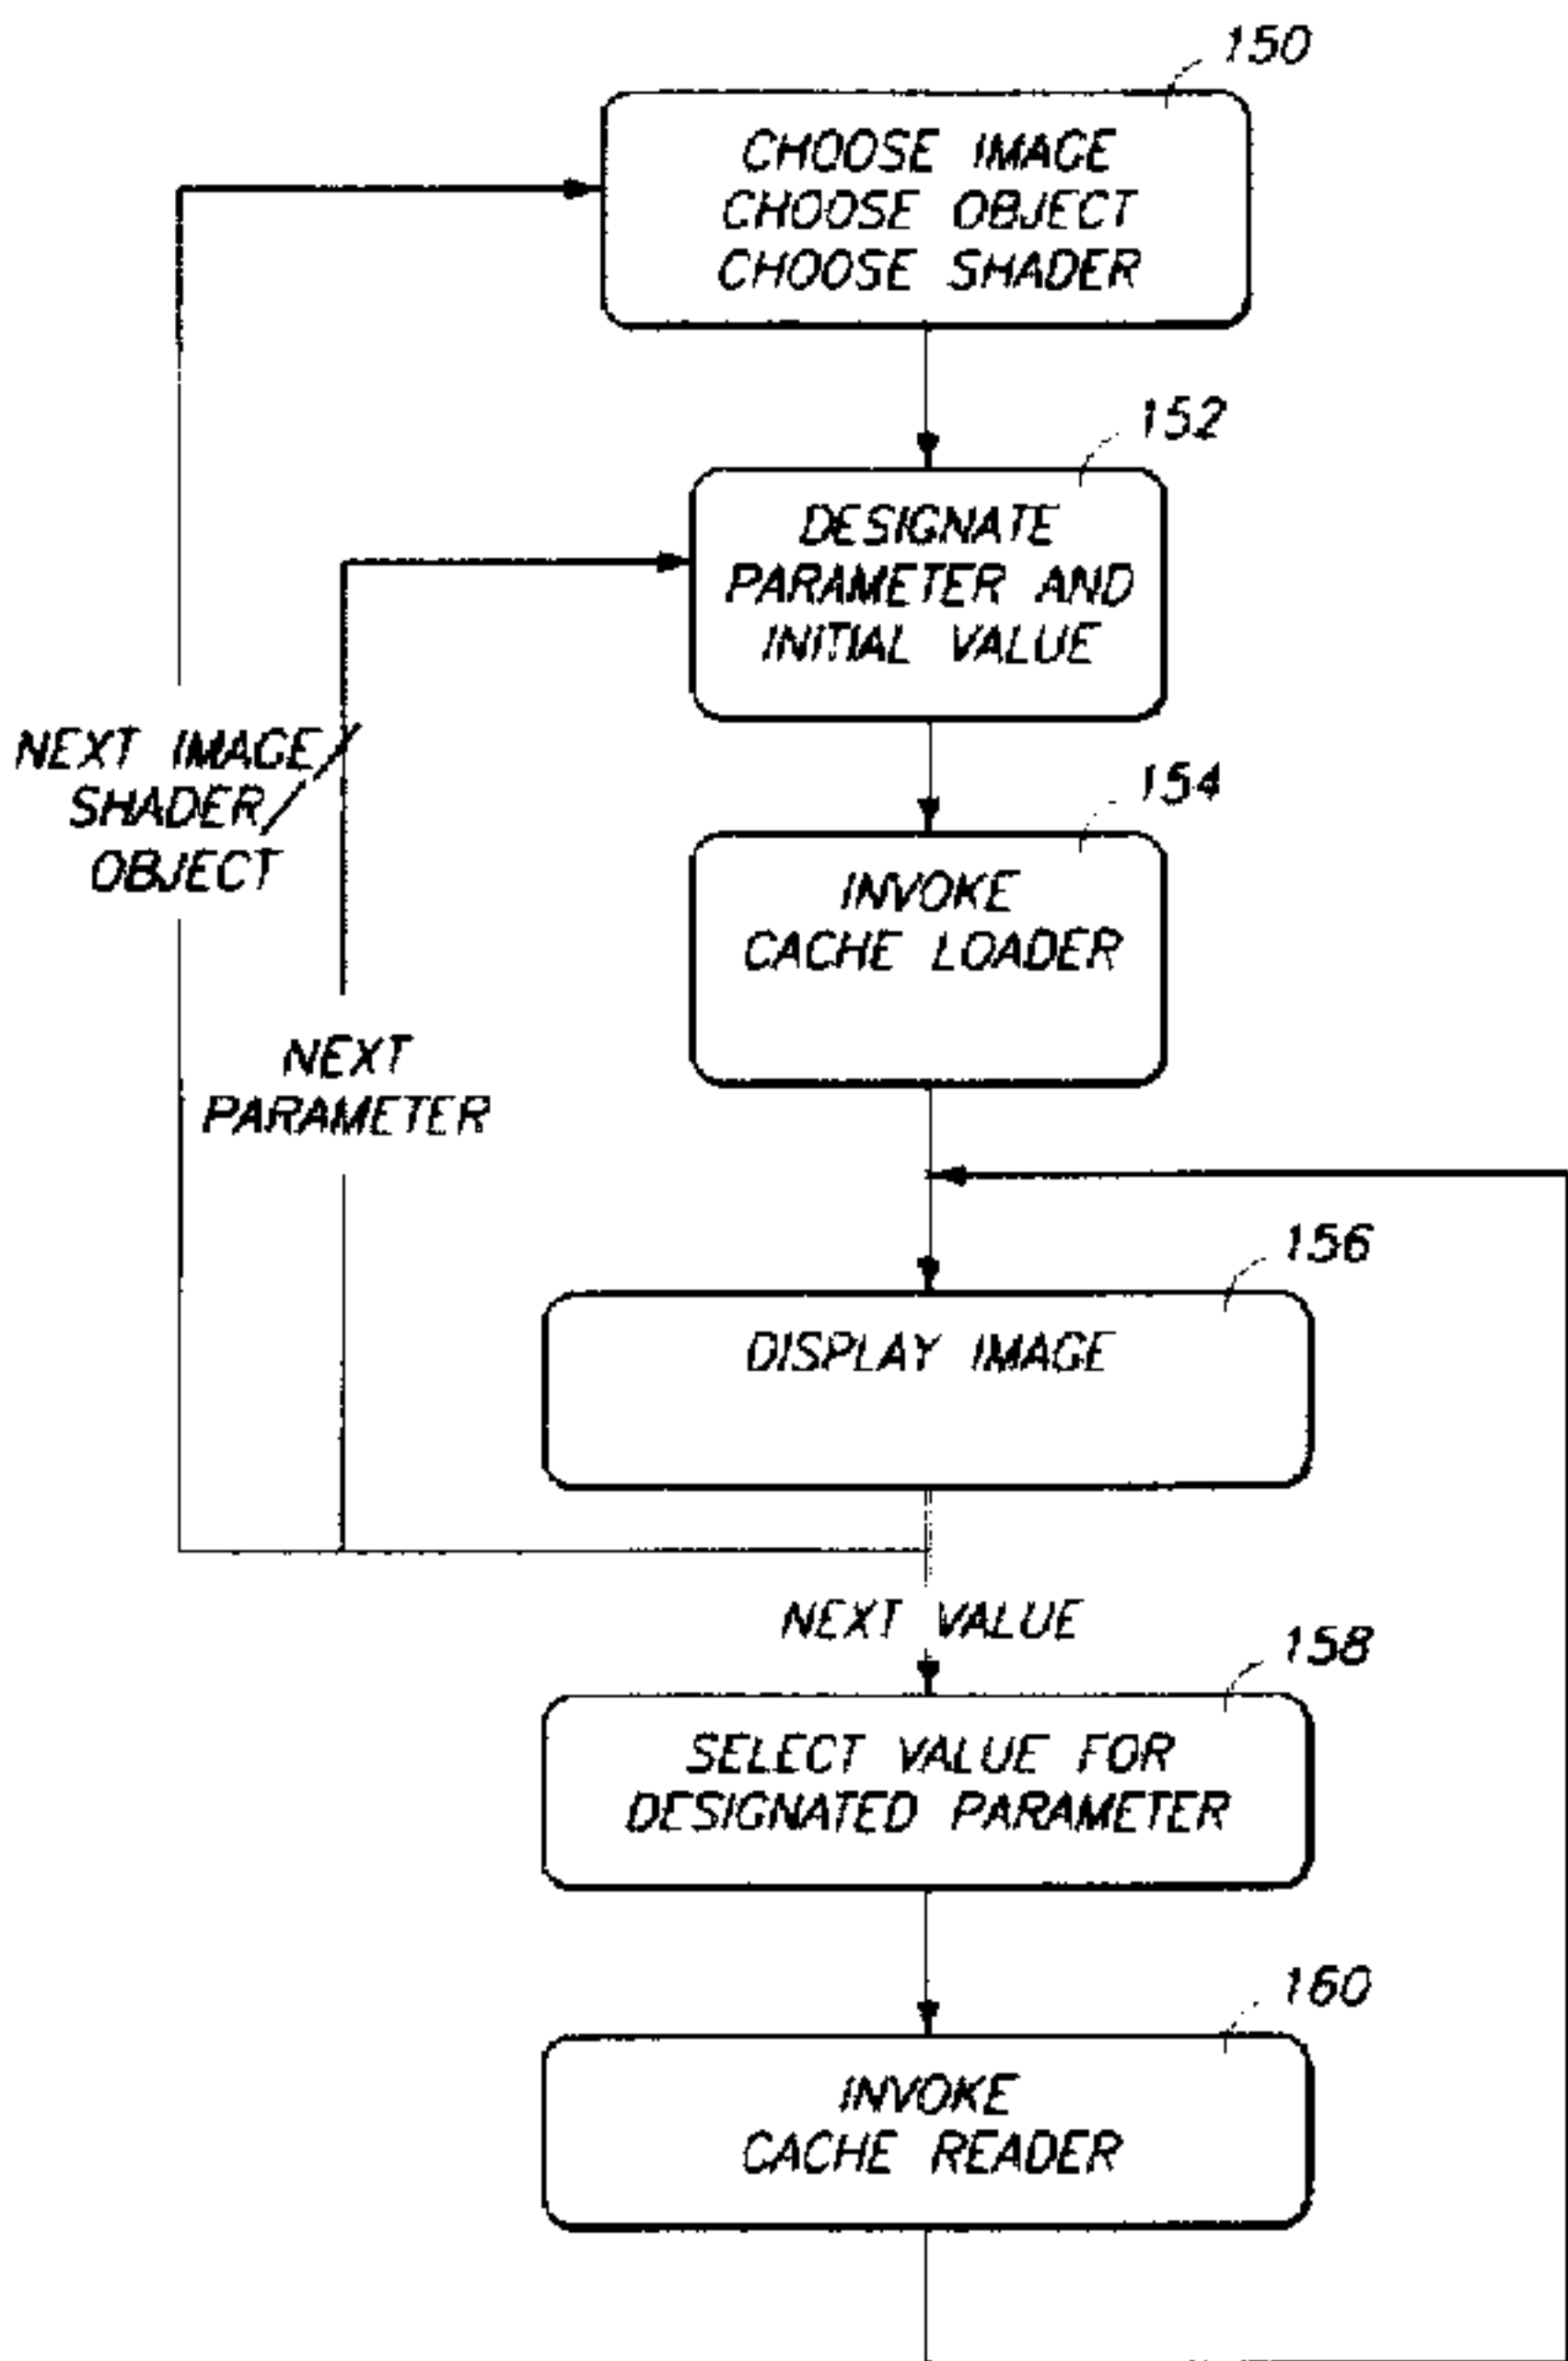 150
CHOOSE IMAGE
CHOOSE OBJECT
CHOOSE SHADER
152
DESIGNATE
PARAMETER AND
INITIAL VALUE
NEXT IMAGE/
SHADER/
OBJECT
154
INVOKE
CACHE LOADER
NEXT
PARAMETER
156
DISPLAY IMAGE
NEXT VALUE
158
SELECT VALUE FOR
DESIGNATED PARAMETER
160
INVOKE
CACHE READER